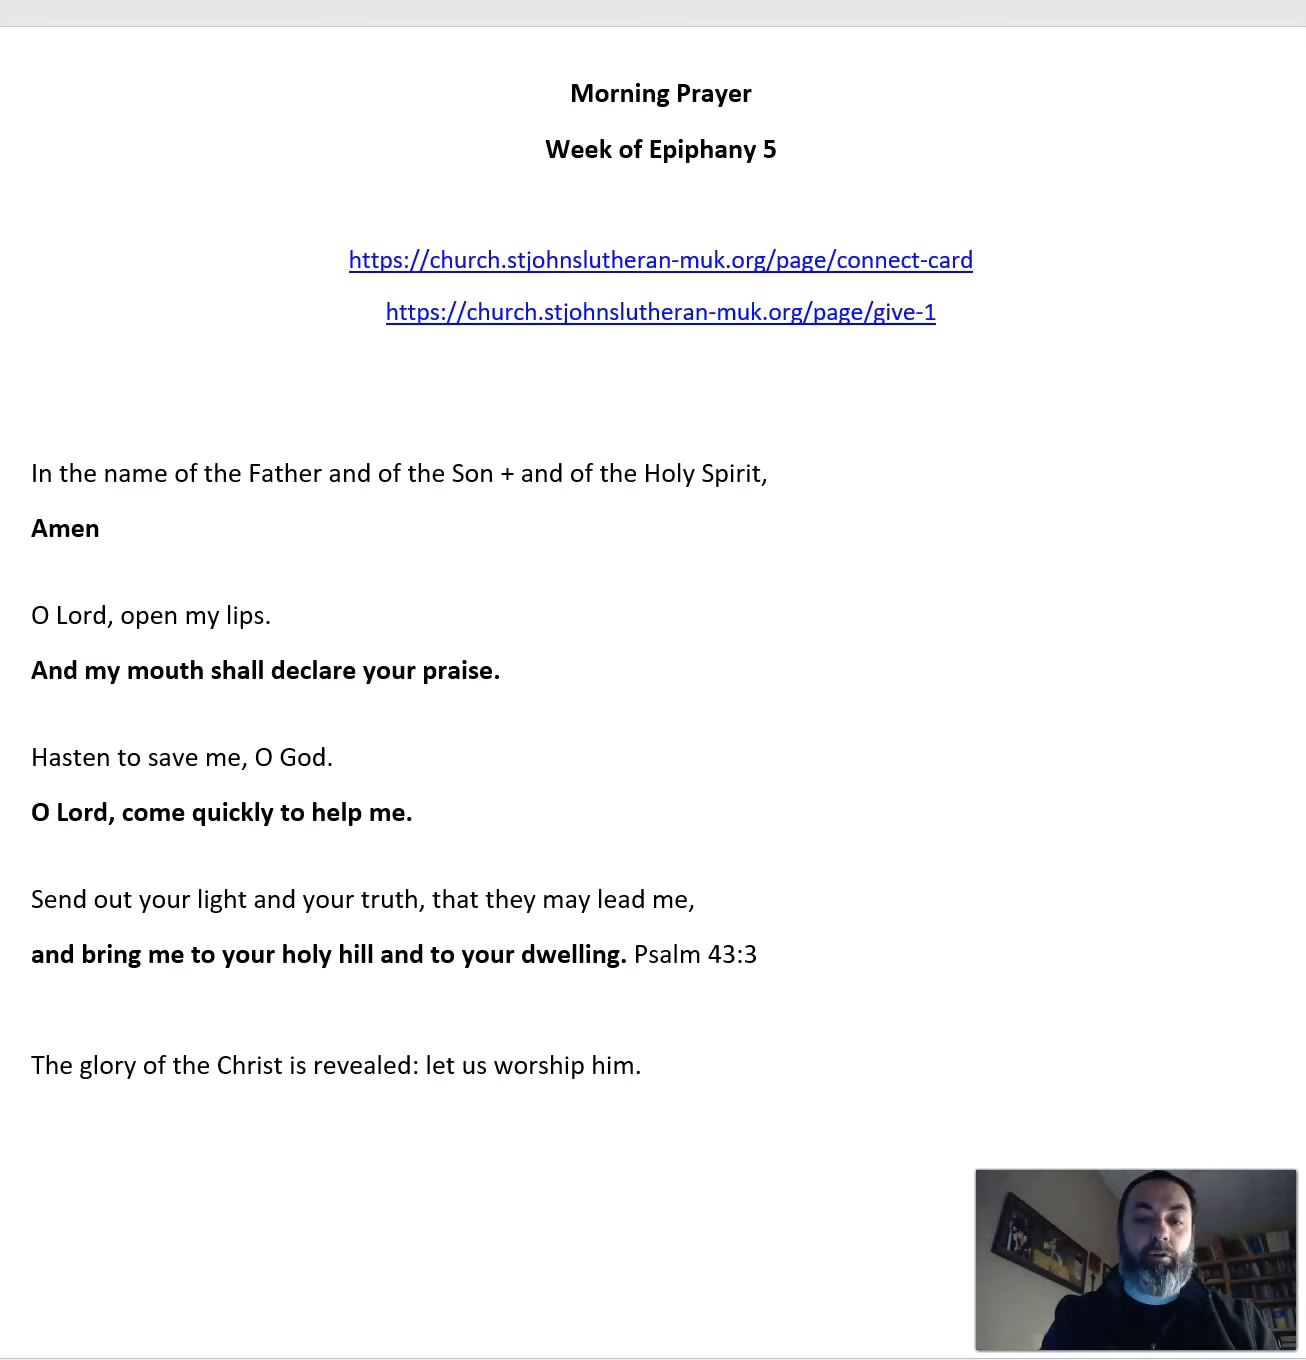 Morning Prayer
Week of Epiphany 5
https://church.stjohnslutheran-muk.org/page/connect-card
https://church.stjohnslutheran-muk.org/page/give-1
In the name of the Father and of the Son + and of the Holy Spirit,
Amen
O Lord, open my lips.
And my mouth shall declare your praise.
Hasten to save me, O God.
O Lord, come quickly to help me.
Send out your light and your truth, that they may lead me,
and bring me to your holy hill and to your dwelling. Psalm 43:3
The glory of the Christ is revealed: let us worship him.